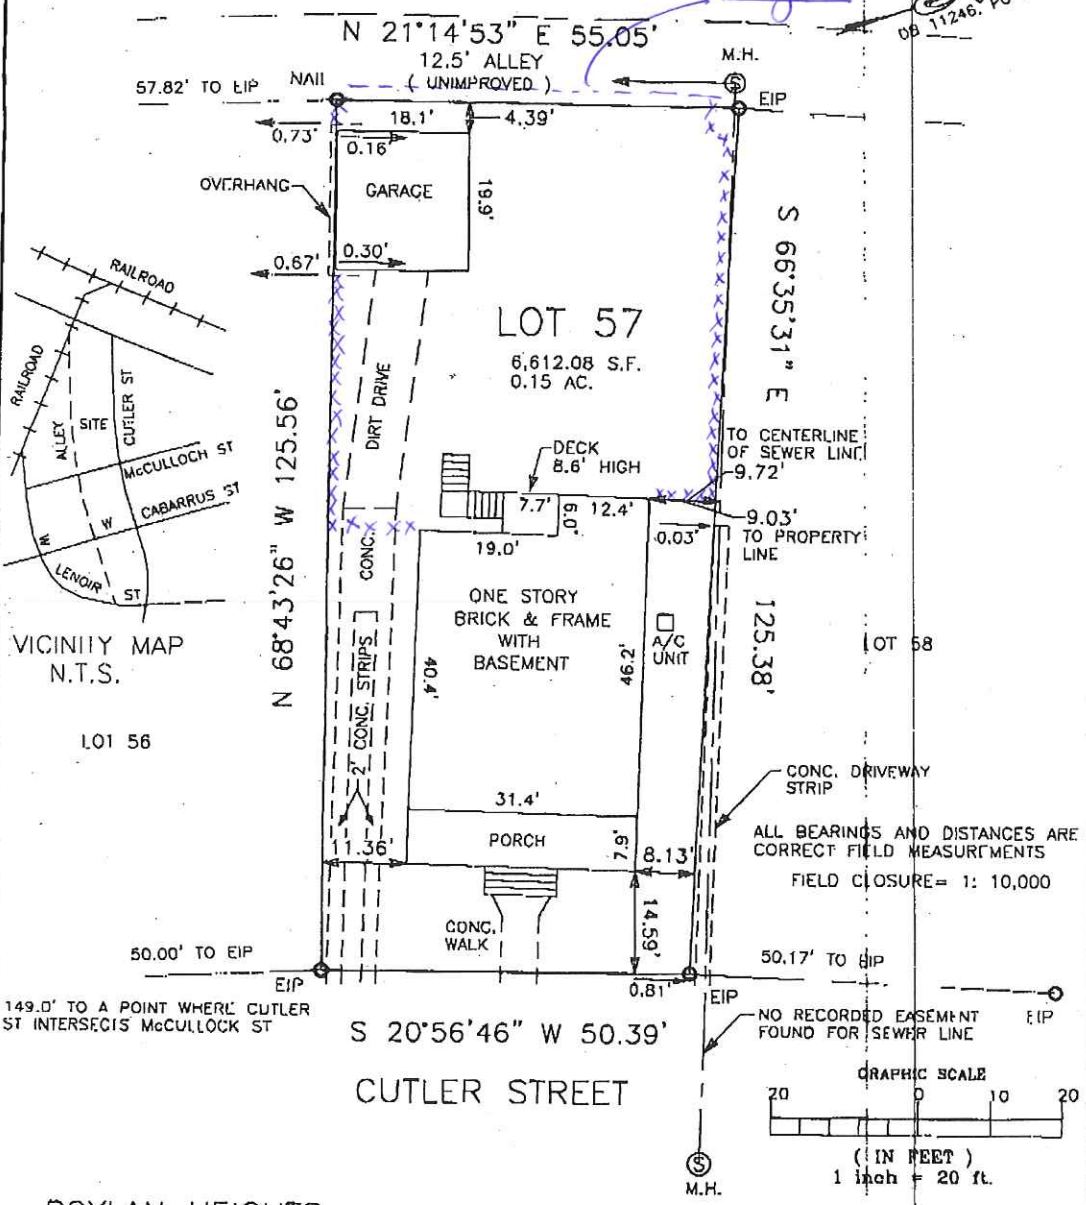 N 21°14'53" E 55.05'
DB 11246, PG
12.5' ALLEY
( UNIMPROVED )
M.H.
S
57.82' TO EIP
NAIL
EIP
18.1'
4.39'
0.73'
0.16'
OVERHANG
GARAGE
19.9'
0.67'
0.30'
S 66°35'31" E 125.38'
RAILROAD
RAILROAD
ALLEY
SITE
CUTLER ST
McCULLOCH ST
CABARRUS ST
W
W
LENOIR ST
VICINITY MAP
N.T.S.
LOT 57
6,612.08 S.F.
0.15 AC.
DIRT DRIVE
N 68°43'26" W 125.56'
DECK
8.6' HIGH
TO CENTERLINE
OF SEWER LINE
9.72'
7.7'
6.0'
12.4'
9.03'
TO PROPERTY
LINE
0.03'
19.0'
CONC.
ONE STORY
BRICK & FRAME
WITH
BASEMENT
A/C
UNIT
40.4'
46.2'
2' CONC. STRIPS
LOT 58
LOT 56
31.4'
PORCH
7.9'
11.36'
8.13'
CONC. DRIVEWAY
STRIP
ALL BEARINGS AND DISTANCES ARE
CORRECT FIELD MEASUREMENTS
FIELD CLOSURE= 1: 10,000
CONC.
WALK
14.59'
50.00' TO EIP
EIP
0.81'
EIP
50.17' TO EIP
EIP
149.0' TO A POINT WHERE CUTLER
ST INTERSECTS McCULLOCK ST
S 20°56'46" W 50.39'
NO RECORDED EASEMENT
FOUND FOR SEWER LINE
CUTLER STREET
GRAPHIC SCALE
20 0 10 20
( IN FEET )
1 inch = 20 ft.
S
M.H.
BOYLAN HEIGHTS